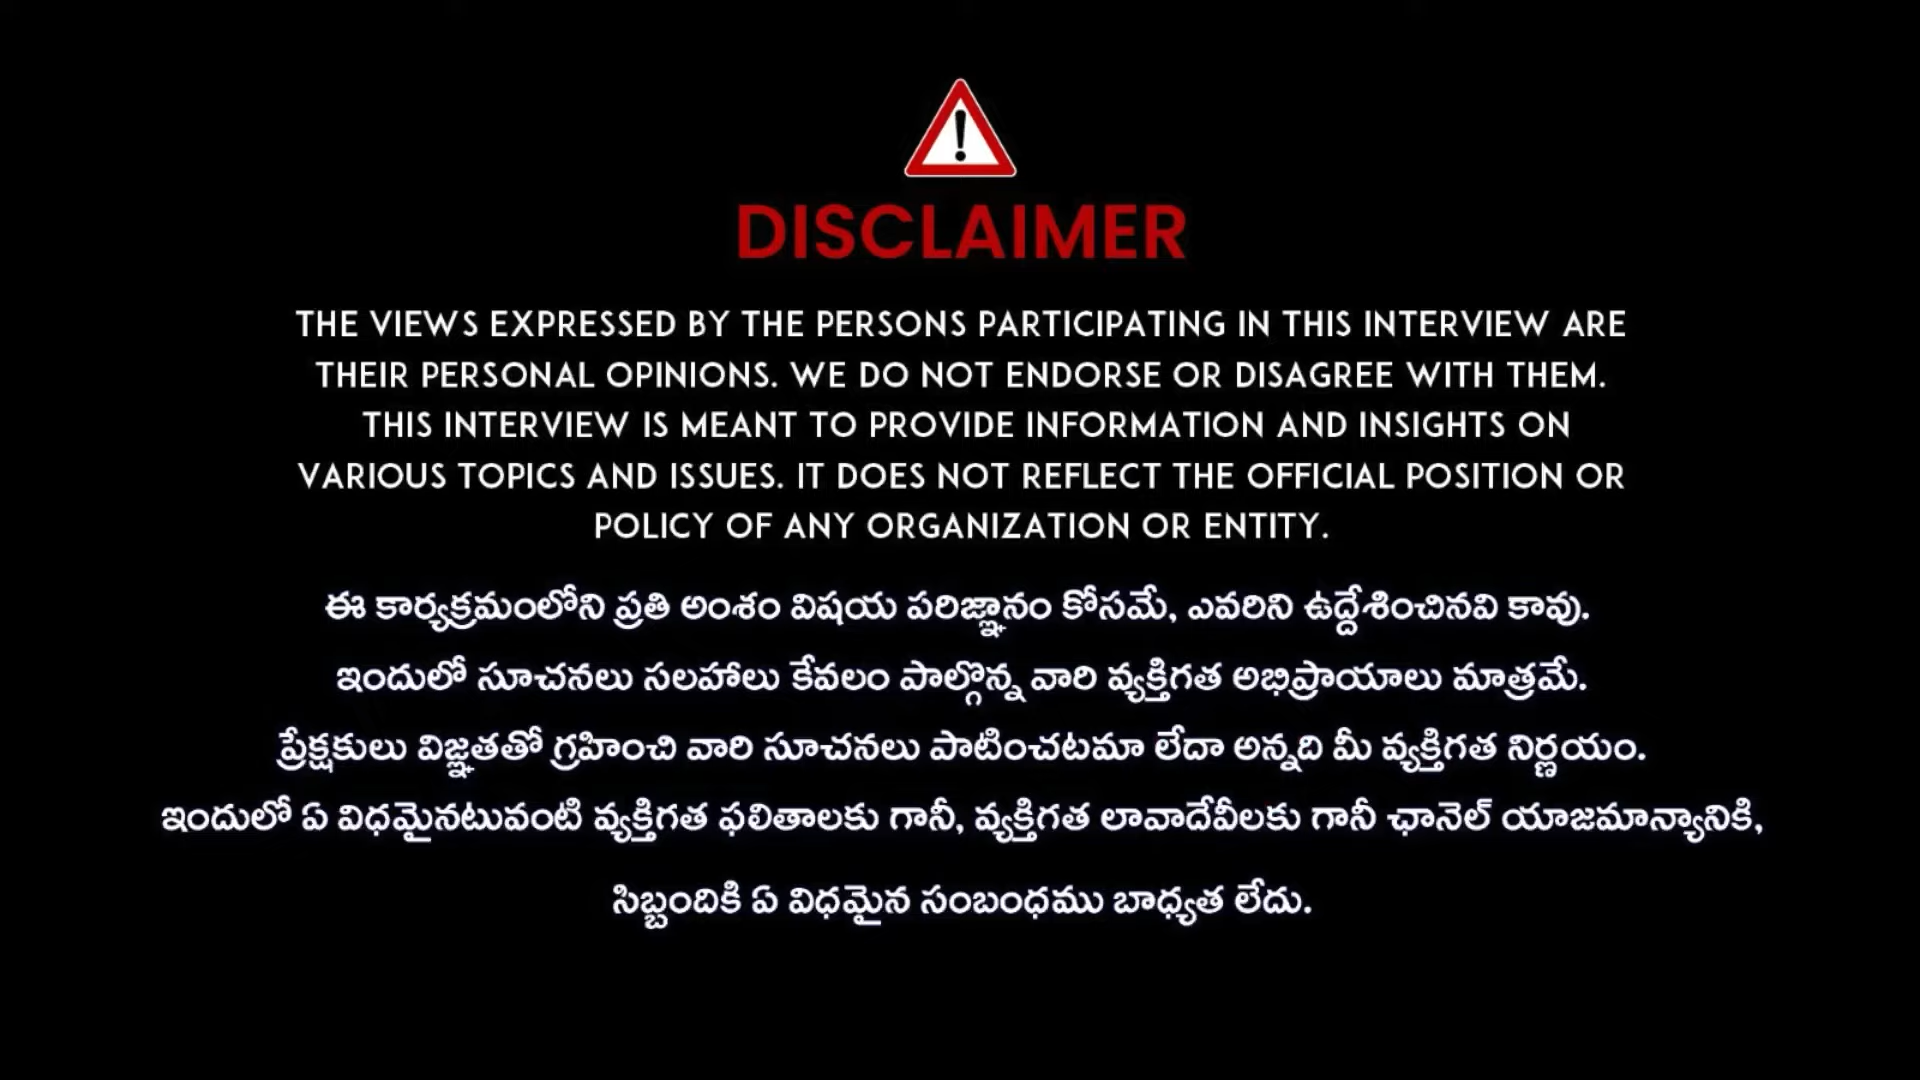 DISCLAIMER
THE VIEWS EXPRESSED BY THE PERSONS PARTICIPATING IN THIS INTERVIEW ARE
THEIR PERSONAL OPINIONS. WE DO NOT ENDORSE OR DISAGREE WITH THEM.
THIS INTERVIEW IS MEANT TO PROVIDE INFORMATION AND INSIGHTS ON
VARIOUS TOPICS AND ISSUES. IT DOES NOT REFLECT THE OFFICIAL POSITION OR
POLICY OF ANY ORGANIZATION OR ENTITY.
ఈ కార్యక్రమంలోని ప్రతి అంశం విషయ పరిజ్ఞానం కోసమే, ఎవరిని ఉద్దేశించినవి కావు.
ఇందులో సూచనలు సలహాలు కేవలం పాల్గొన్న వారి వ్యక్తిగత అభిప్రాయాలు మాత్రమే.
ప్రేక్షకులు విజ్ఞతతో గ్రహించి వారి సూచనలు పాటించటమా లేదా అన్నది మీ వ్యక్తిగత నిర్ణయం.
ఇందులో ఏ విధమైనటువంటి వ్యక్తిగత ఫలితాలకు గానీ, వ్యక్తిగత లావాదేవీలకు గానీ ఛానెల్ యాజమాన్యానికి,
సిబ్బందికి ఏ విధమైన సంబంధము బాధ్యత లేదు.